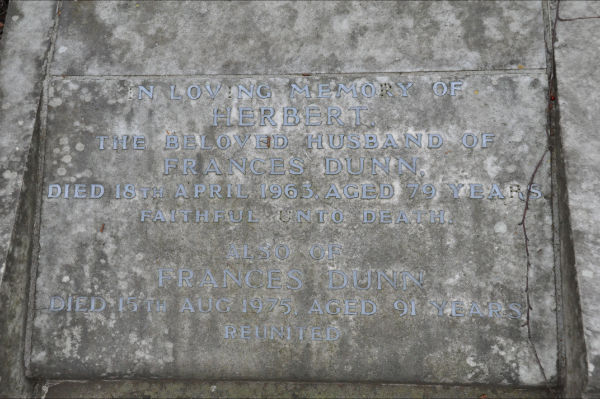 IN LOVING MEMORY OF
HERBERT,
THE BELOVED HUSBAND OF
FRANCES DUNN,
DIED 18TH APRIL 1963, AGED 79 YEARS
FAITHFUL UNTO DEATH.
ALSO OF
FRANCES DUNN
DIED 15TH AUG 1975, AGED 91 YEARS
REUNITED